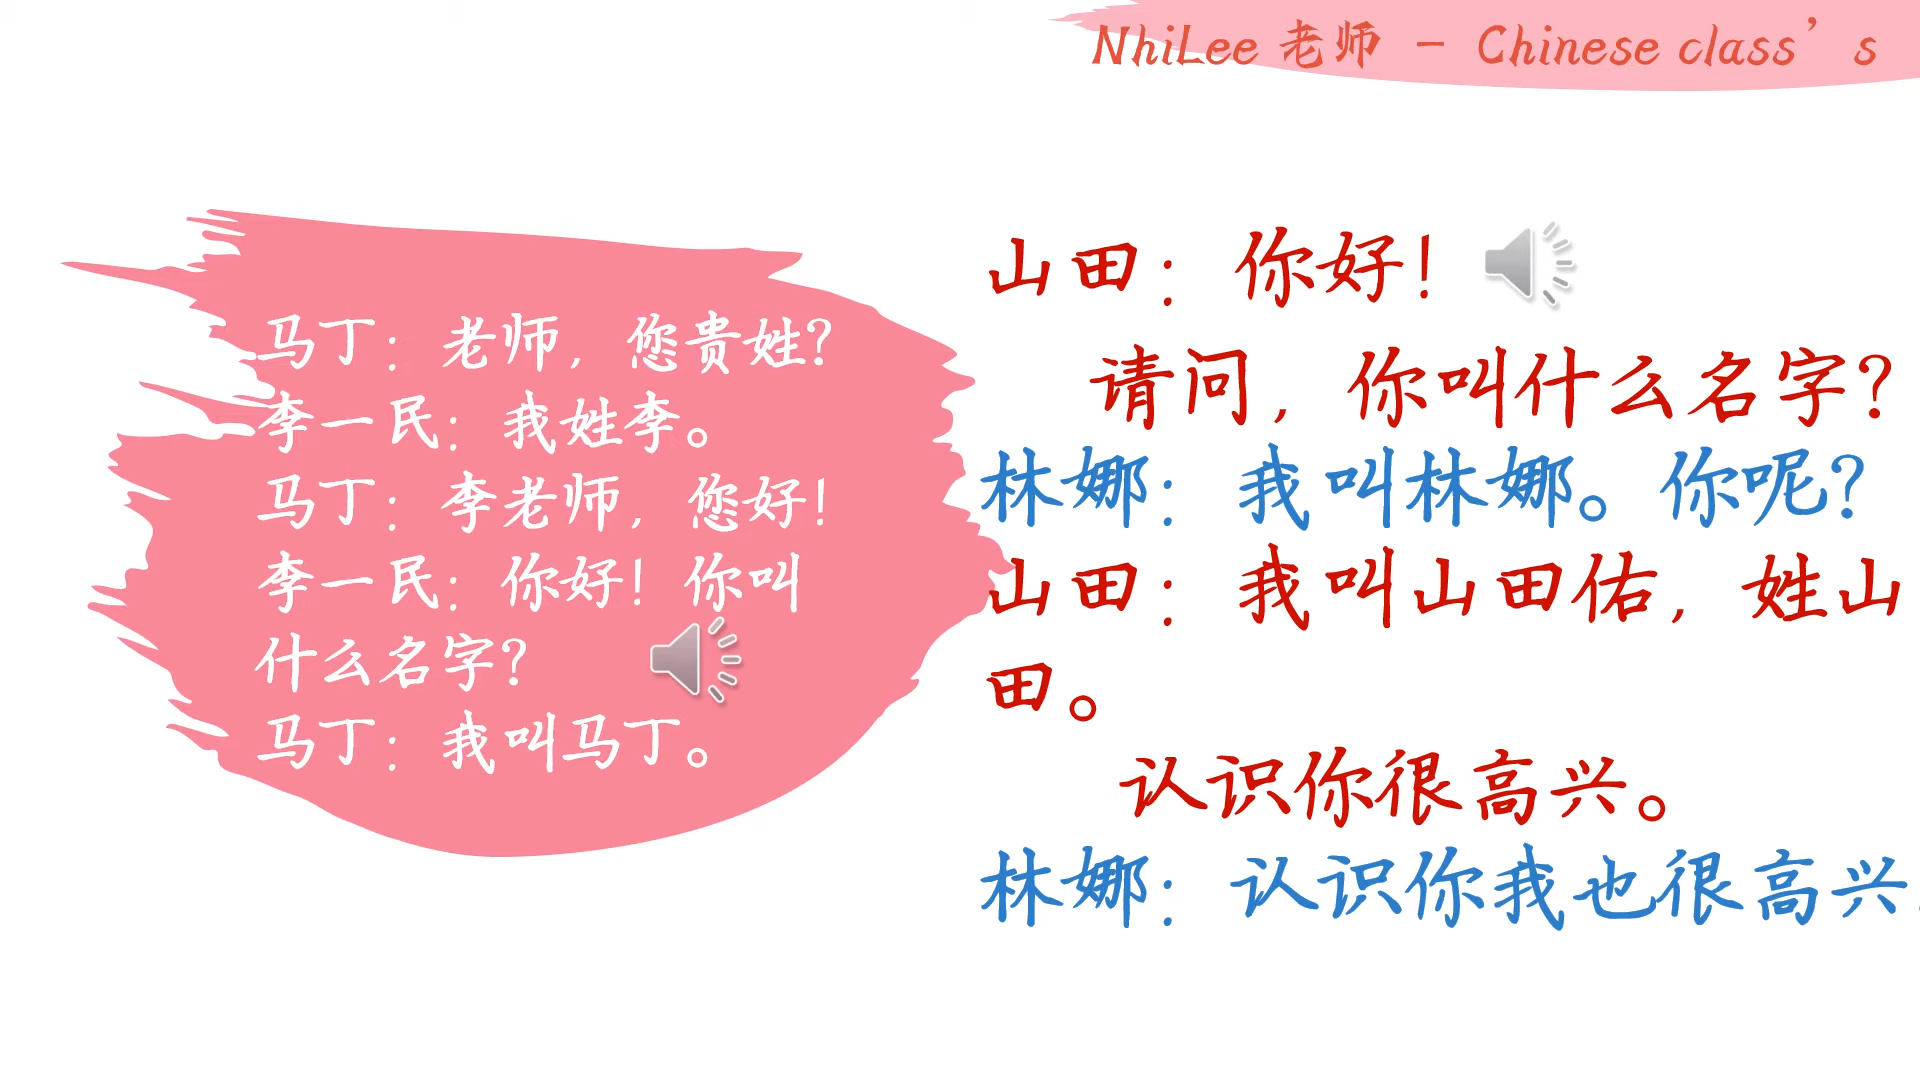 NhiLee 老师 - Chinese class’s
马丁：老师，您贵姓？
李一民：我姓李。
马丁：李老师，您好！
李一民：你好！你叫
什么名字？
马丁：我叫马丁。
山田：你好！
请问，你叫什么名字？
林娜：我叫林娜。你呢？
山田：我叫山田佑，姓山
田。
认识你很高兴。
林娜：认识你我也很高兴